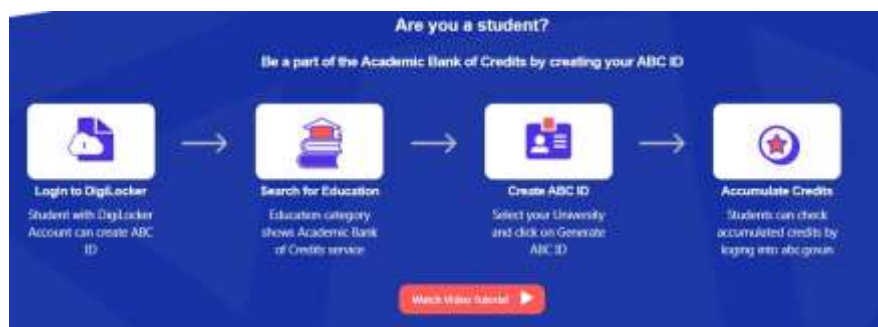 Are you a student?
Be a part of the Academic Bank of Credits by creating your ABC ID
Login to DigiLocker
Student with DigiLocker
Account can create ABC
ID
Search for Education
Education category
shows Academic Bank
of Credits service
Create ABC ID
Select your University
and click on Generate
ABC ID
Accumulate Credits
Students can check
accumulated credits by
loging into abc.gov.in
Watch Video Tutorial